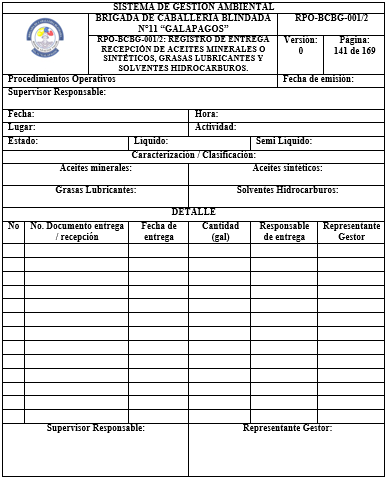 SISTEMA DE GESTIÓN AMBIENTAL
BRIGADA DE CABALLERIA BLINDADA N°11 “GALAPAGOS”
RPO-BCBG-001/2
RPO-BCBG-001/2: REGISTRO DE ENTREGA
RECEPCIÓN DE ACEITES MINERALES O
SINTÉTICOS, GRASAS LUBRICANTES Y
SOLVENTES HIDROCARBUROS.
Versión: 0
Página: 141 de 169
Procedimientos Operativos Fecha de emisión:
Supervisor Responsable:
Fecha: Hora:
Lugar: Actividad:
Estado: Líquido: Semi Líquido:
Caracterización / Clasificación:
Aceites minerales: Aceites sintéticos:
Grasas Lubricantes: Solventes Hidrocarburos:
DETALLE
No No. Documento entrega / recepción Fecha de entrega Cantidad (gal) Responsable de entrega Representante Gestor
Supervisor Responsable: Representante Gestor: